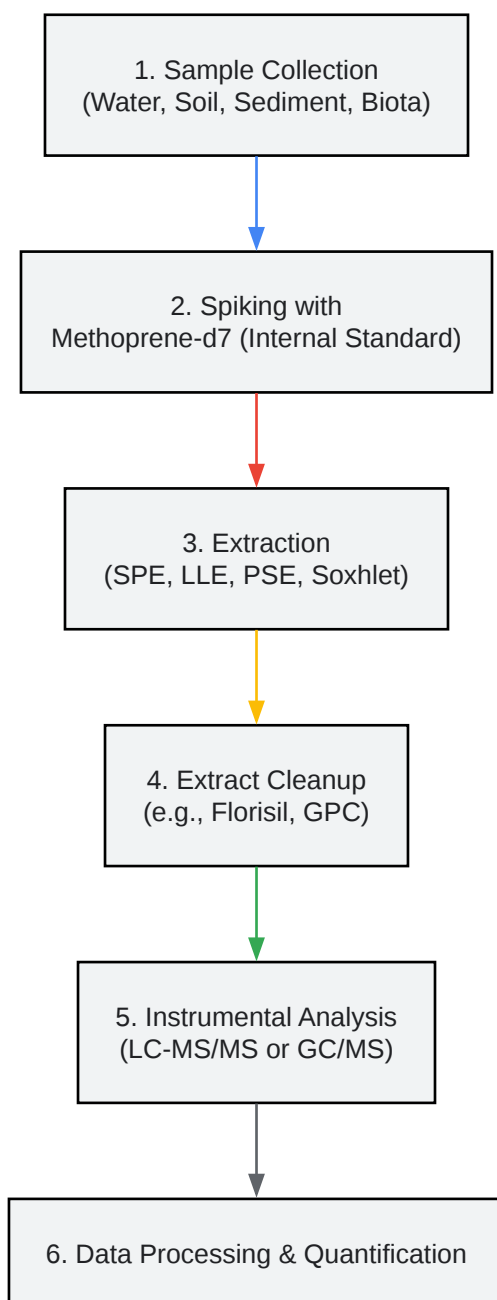 1. Sample Collection
(Water, Soil, Sediment, Biota)
2. Spiking with
Methoprene-d7 (Internal Standard)
3. Extraction
(SPE, LLE, PSE, Soxhlet)
4. Extract Cleanup
(e.g., Florisil, GPC)
5. Instrumental Analysis
(LC-MS/MS or GC/MS)
6. Data Processing & Quantification